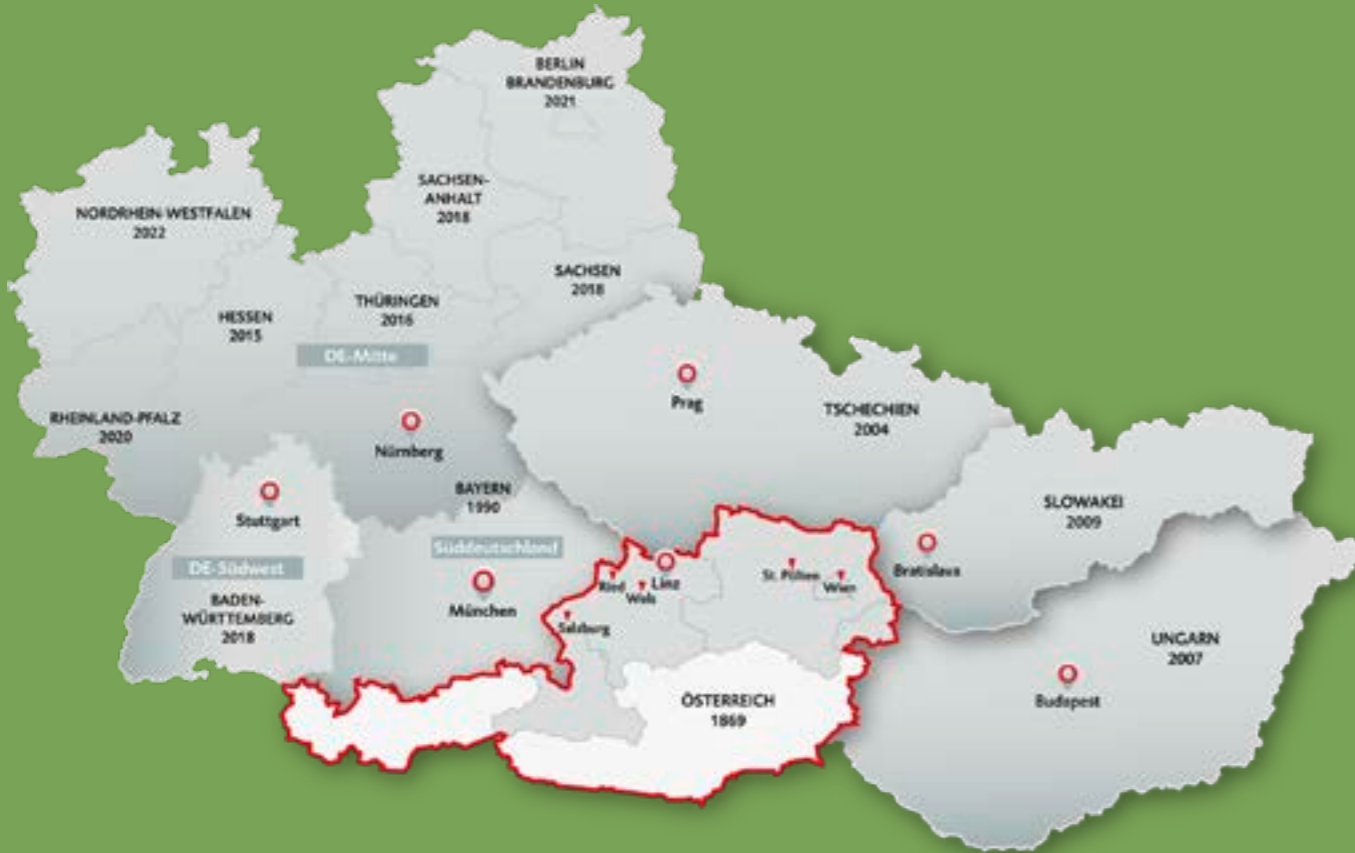 BERLIN
BRANDENBURG
2021
SACHSEN-
ANHALT
2018
NORDRHEIN-WESTFALEN
2022
SACHSEN
2018
THÜRINGEN
2016
HESSEN
2015
DE-Mitte
Prag
TSCHECHIEN
2004
RHEINLAND-PFALZ
2020
Nürnberg
BAYERN
1990
SLOWAKEI
2009
Stuttgart
Süddeutschland
DE-Südwest
Bratislava
München
BADEN-
WÜRTTEMBERG
2018
Ried
Wels
Linz
St. Pölten
Wien
Salzburg
UNGARN
2007
Budapest
ÖSTERREICH
1869